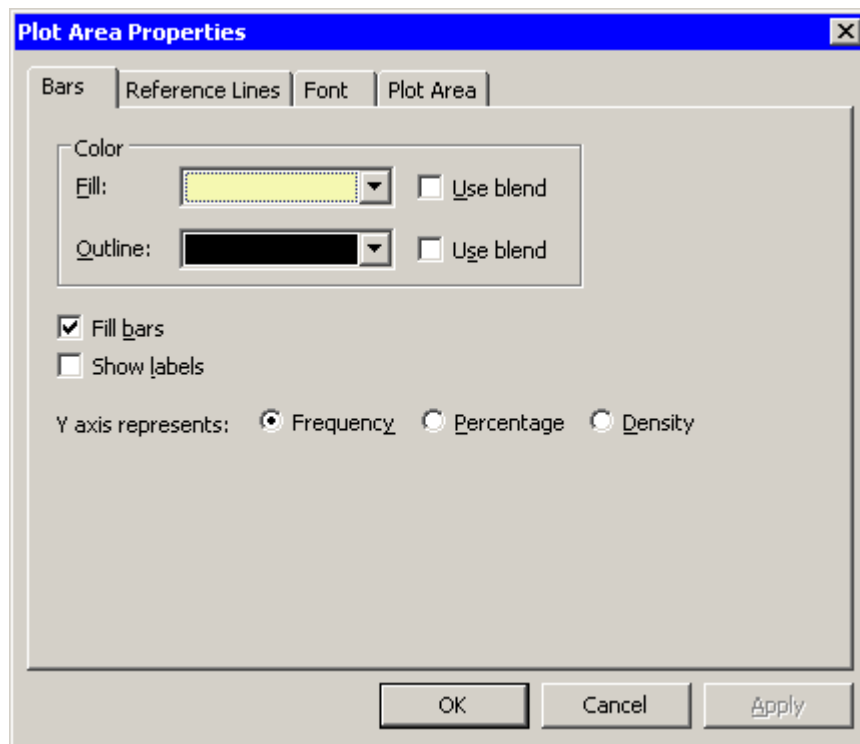 Plot Area Properties
Bars Reference Lines Font Plot Area
Color
Fill: Use blend
Outline: Use blend
Fill bars
Show labels
Y axis represents: Frequency Percentage Density
OK Cancel Apply